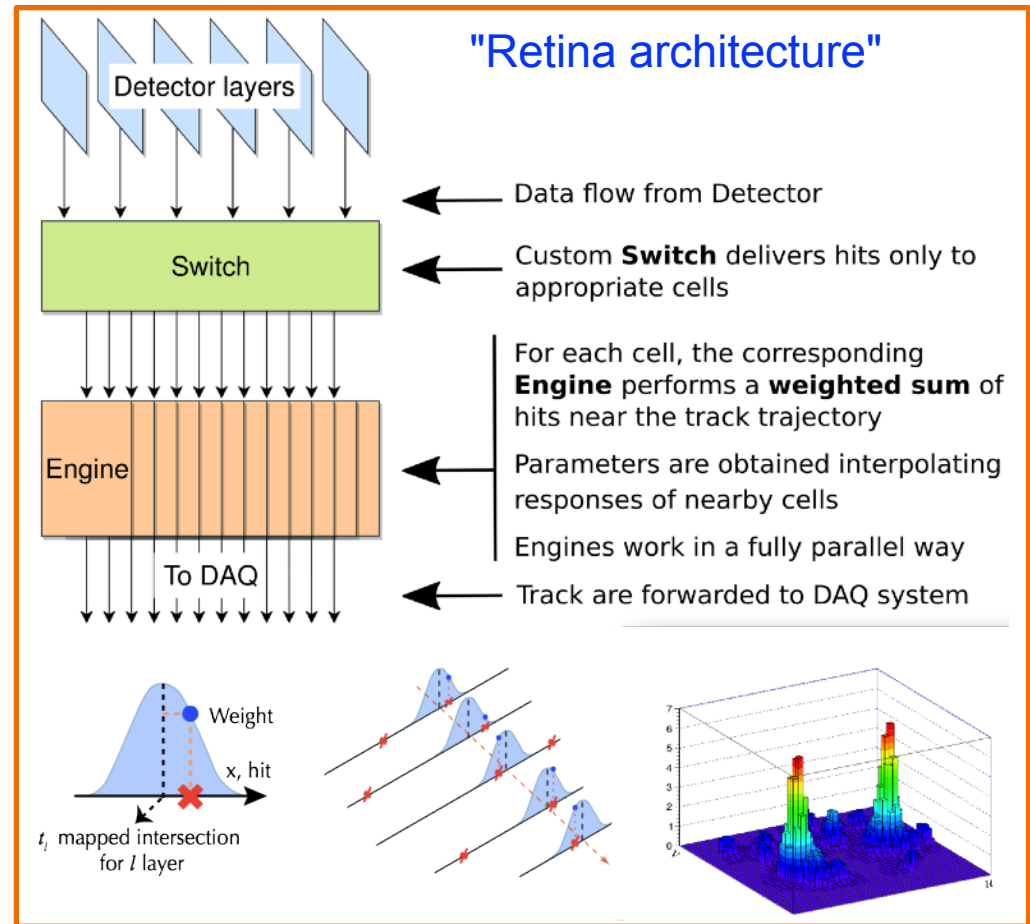 "Retina architecture"
Detector layers
Data flow from Detector
Switch
Custom Switch delivers hits only to
appropriate cells
For each cell, the corresponding
Engine performs a weighted sum of
hits near the track trajectory
Engine
Parameters are obtained interpolating
responses of nearby cells
Engines work in a fully parallel way
To DAQ
Track are forwarded to DAQ system
Weight
x, hit
t_l mapped intersection
for l layer
7
6
5
4
3
2
1
0
v
u